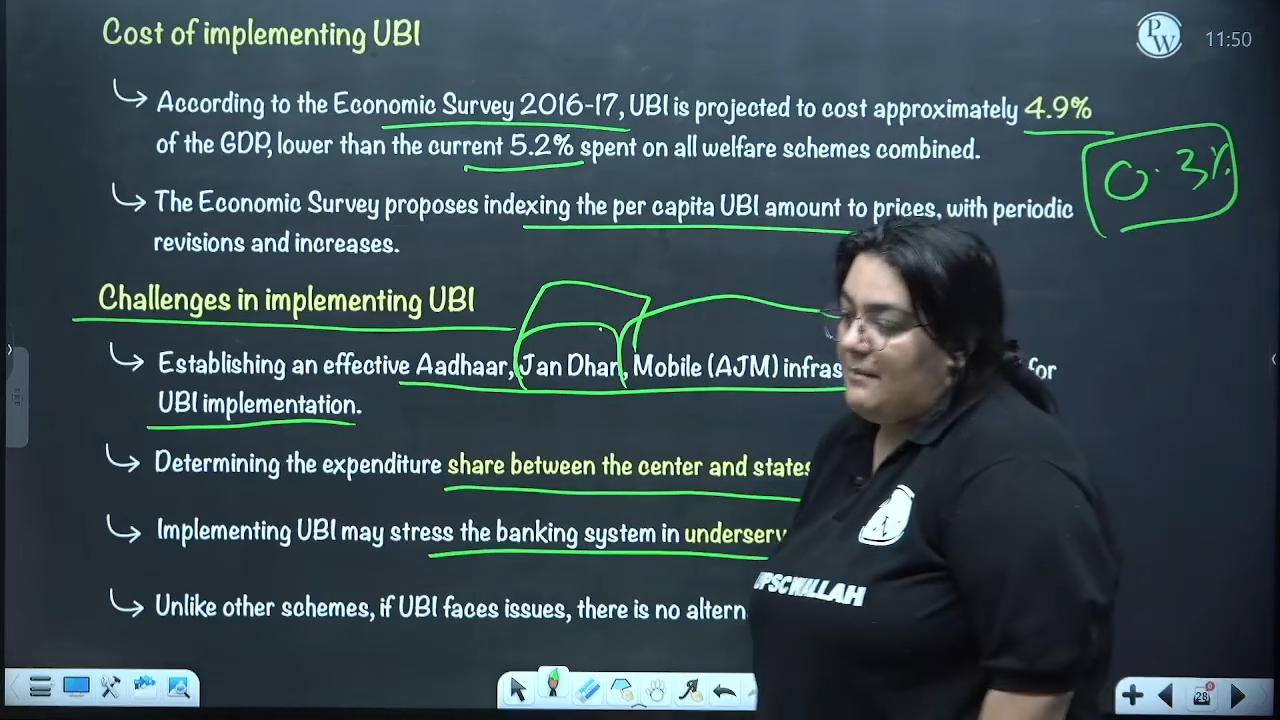 Cost of implementing UBI
PW
11:50
According to the Economic Survey 2016-17, UBI is projected to cost approximately 4.9%
of the GDP, lower than the current 5.2% spent on all welfare schemes combined.
0.3%
The Economic Survey proposes indexing the per capita UBI amount to prices, with periodic
revisions and increases.
Challenges in implementing UBI
Establishing an effective Aadhaar, Jan Dhan, Mobile (AJM) infras for
UBI implementation.
Determining the expenditure share between the center and states
Implementing UBI may stress the banking system in underserv
Unlike other schemes, if UBI faces issues, there is no altern
UPSC WALLAH
28